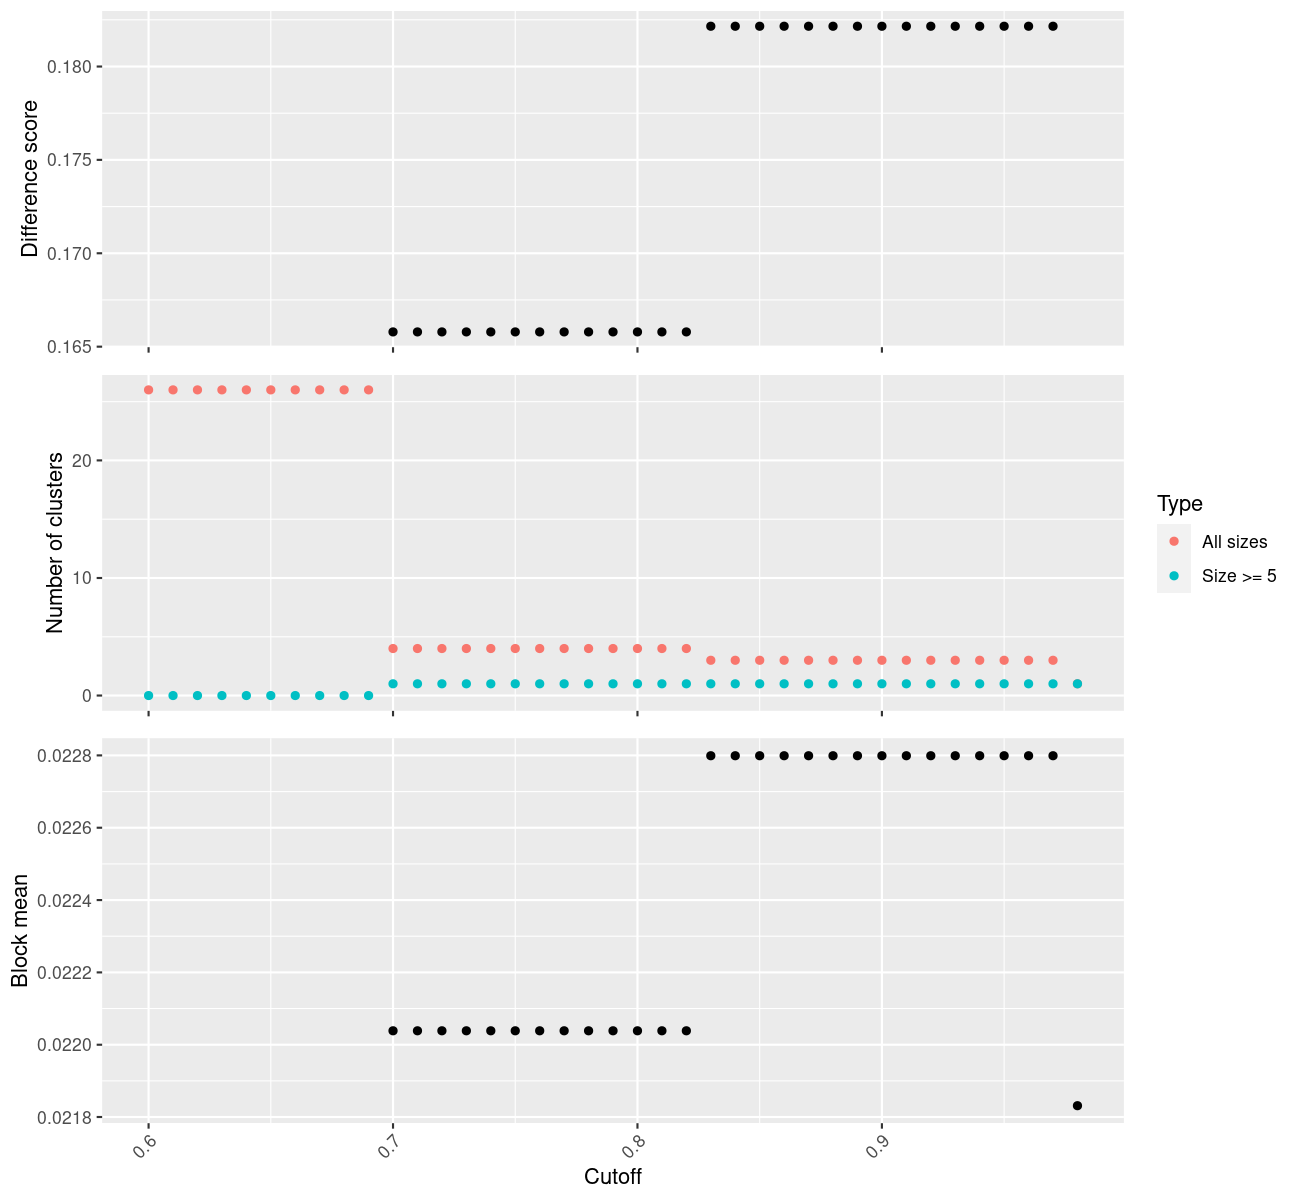 Difference score
0.180
0.175
0.170
0.165
Number of clusters
20
10
0
Type
All sizes
Size >= 5
Block mean
0.0228
0.0226
0.0224
0.0222
0.0220
0.0218
0.6 0.7 0.8 0.9
Cutoff